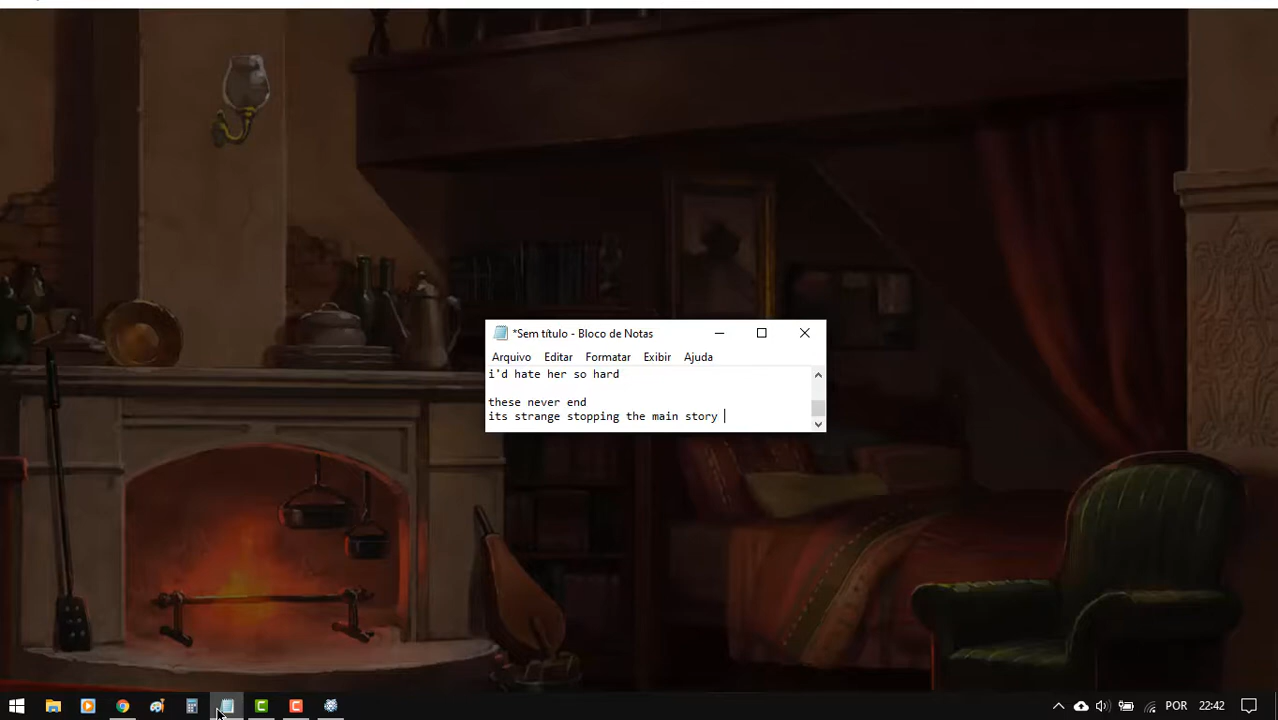 *Sem título - Bloco de Notas
Arquivo Editar Formatar Exibir Ajuda
i'd hate her so hard
these never end
its strange stopping the main story
POR 22:42